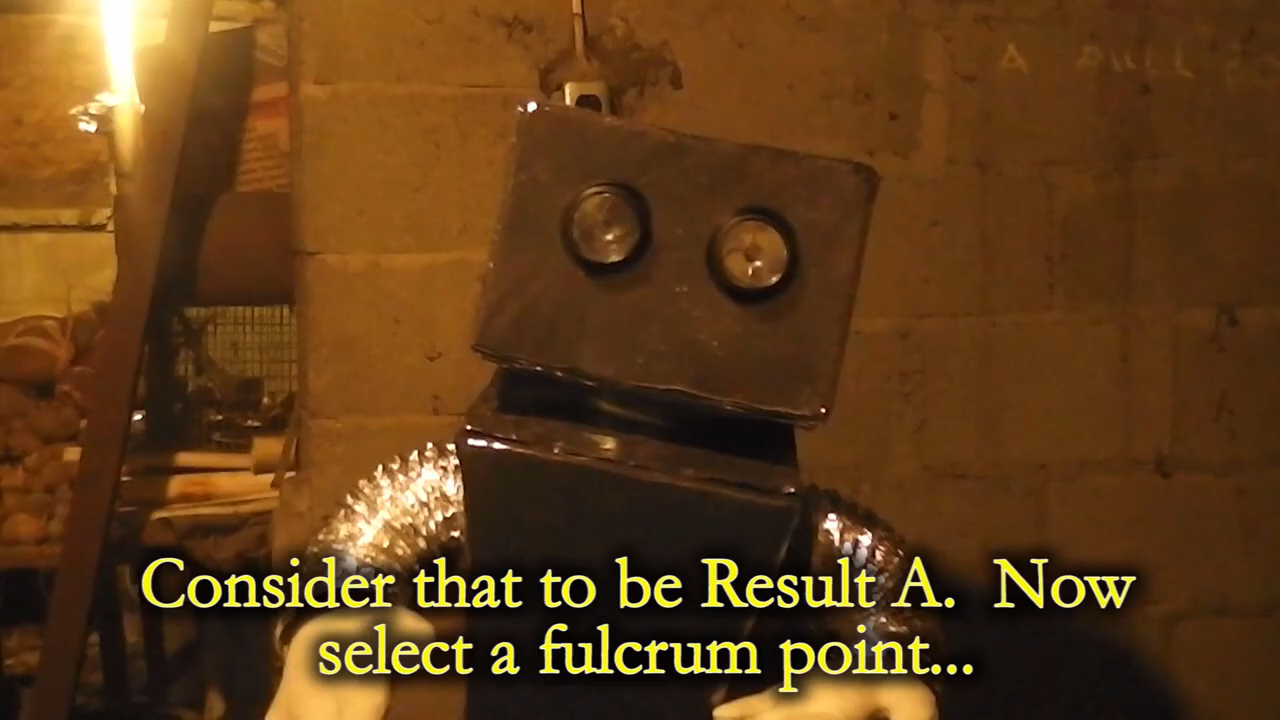 Consider that to be Result A.  Now
select a fulcrum point...